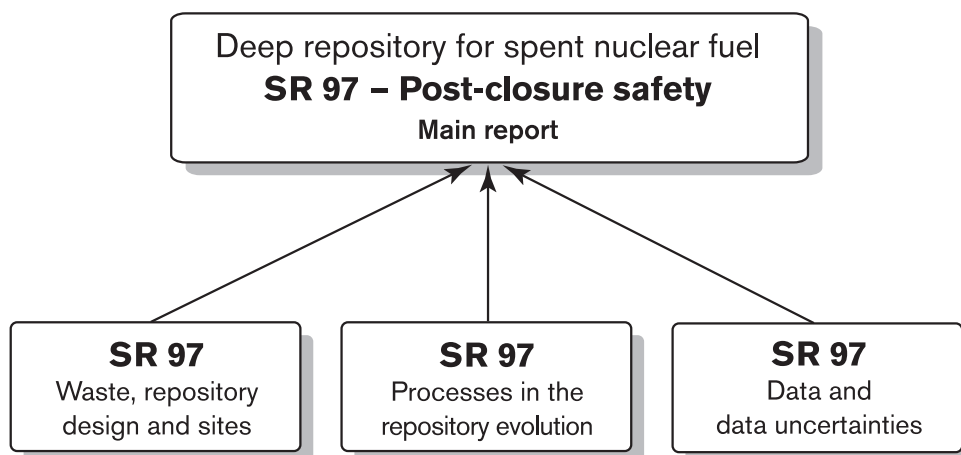 Deep repository for spent nuclear fuel
SR 97 – Post-closure safety
Main report
SR 97
Waste, repository
design and sites
SR 97
Processes in the
repository evolution
SR 97
Data and
data uncertainties